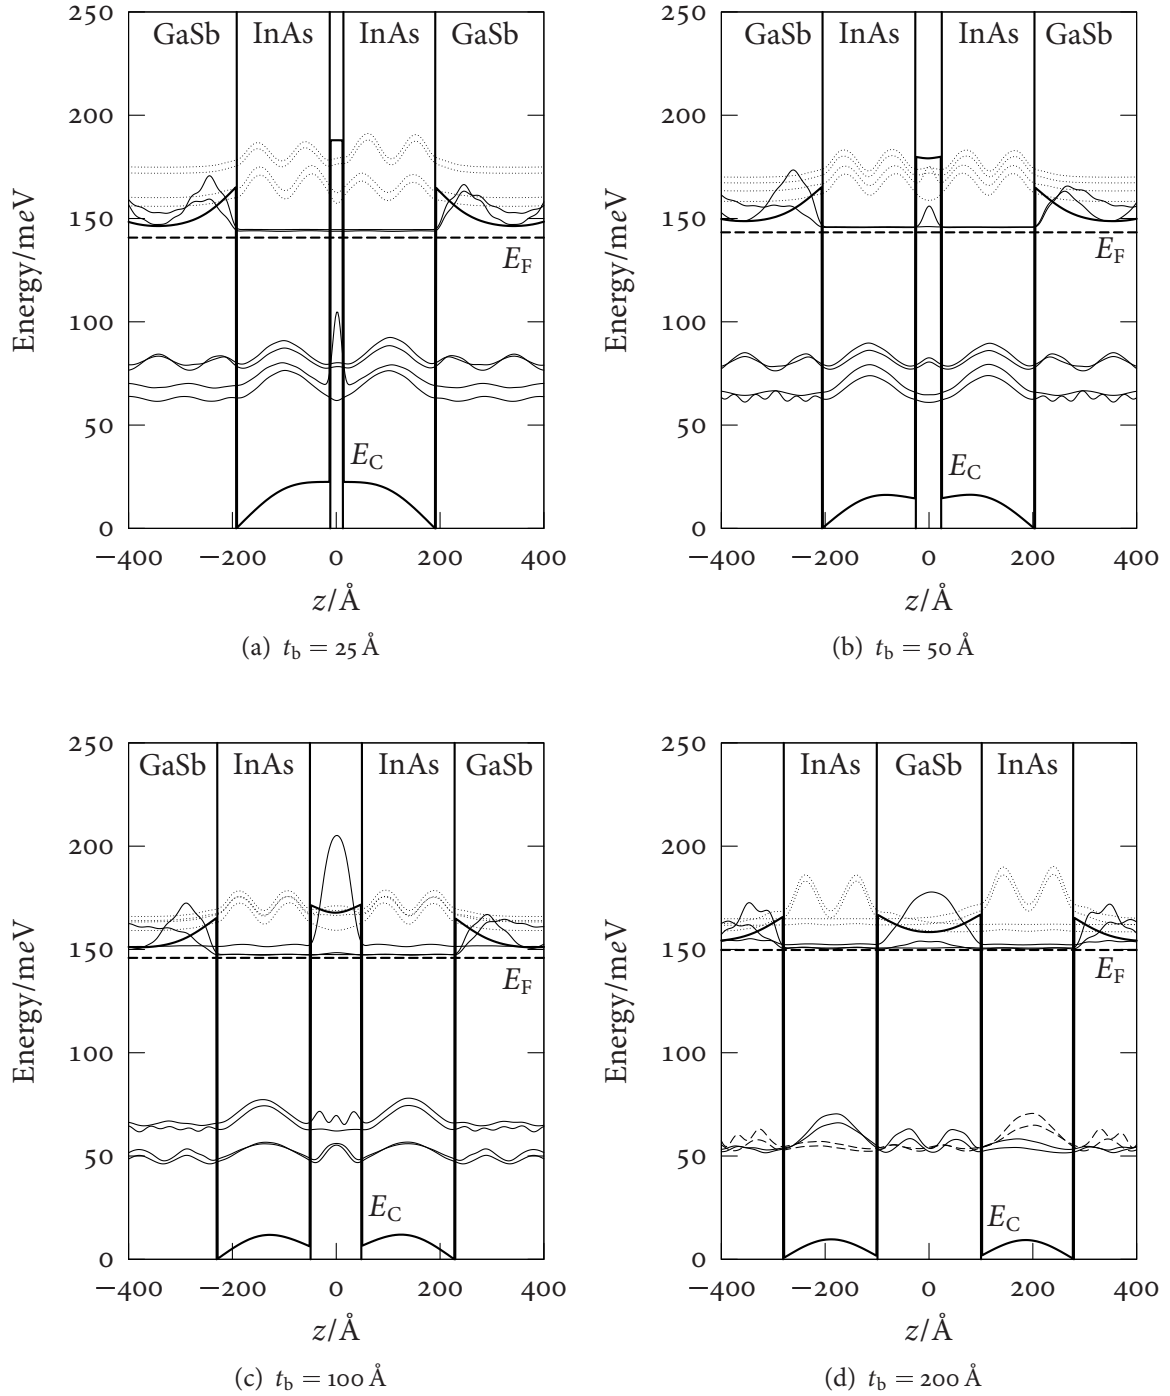 250
200
150
100
50
0
Energy/meV
GaSb InAs InAs GaSb
E_F
E_C
−400 −200 0 200 400
z/Å
(a) t_b = 25 Å
250
200
150
100
50
0
Energy/meV
GaSb InAs InAs GaSb
E_F
E_C
−400 −200 0 200 400
z/Å
(b) t_b = 50 Å
250
200
150
100
50
0
Energy/meV
GaSb InAs InAs GaSb
E_F
E_C
−400 −200 0 200 400
z/Å
(c) t_b = 100 Å
250
200
150
100
50
0
Energy/meV
InAs GaSb InAs
E_F
E_C
−400 −200 0 200 400
z/Å
(d) t_b = 200 Å